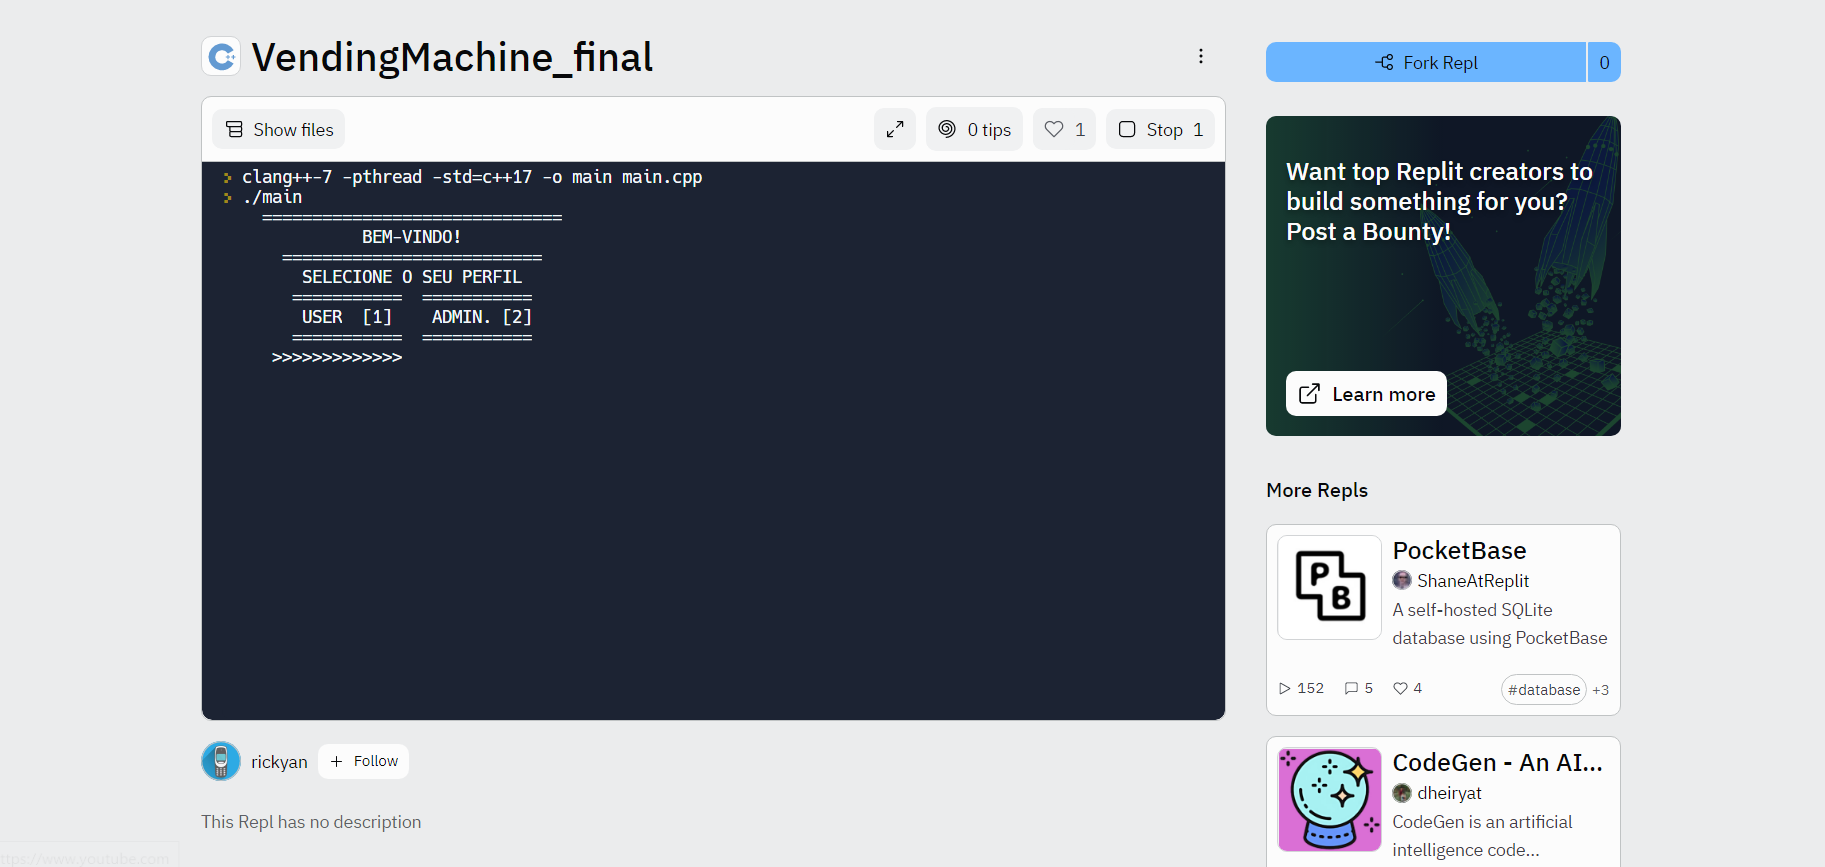 VendingMachine_final
Show files
0 tips
1
Stop 1
clang++-7 -pthread -std=c++17 -o main main.cpp
./main
==============================
BEM-VINDO!
==========================
SELECIONE O SEU PERFIL
=========== ===========
USER [1] ADMIN. [2]
=========== ===========
>>>>>>>>>>>>>
rickyan
+ Follow
This Repl has no description
ttps://www.youtube.com
Fork Repl
0
Want top Replit creators to
build something for you?
Post a Bounty!
Learn more
More Repls
P
B
PocketBase
ShaneAtReplit
A self-hosted SQLite
database using PocketBase
152 5 4 #database +3
CodeGen - An AI...
dheiryat
CodeGen is an artificial
intelligence code...